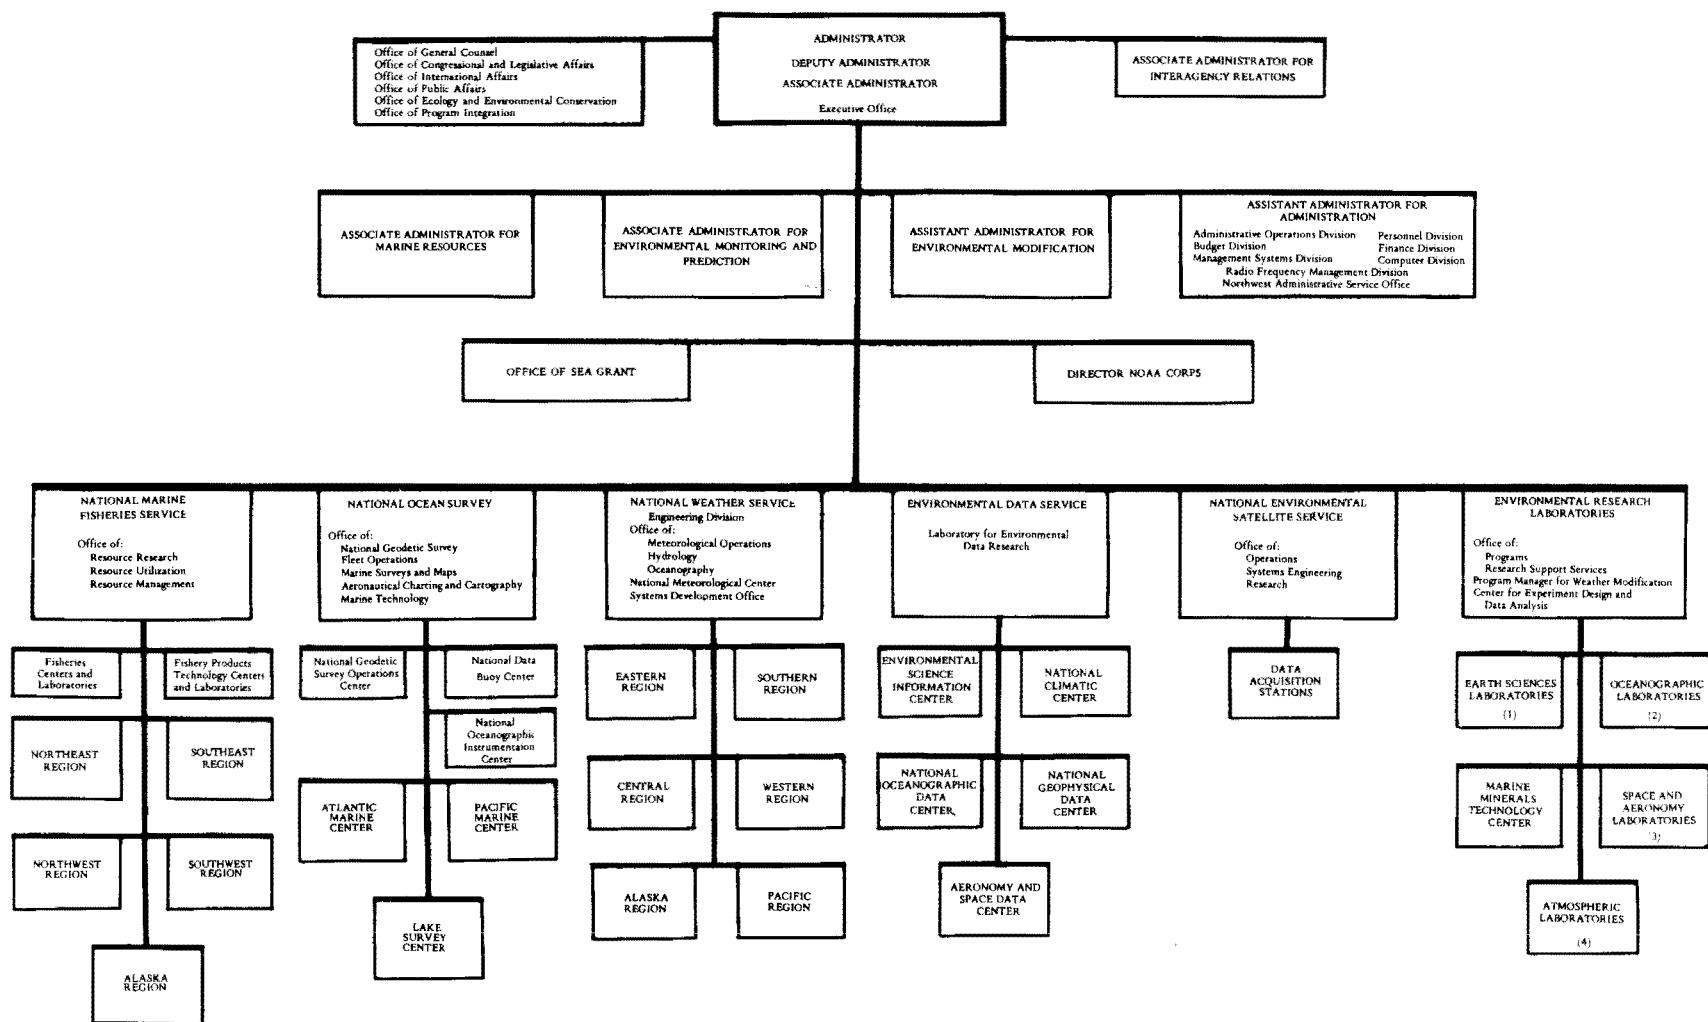 Office of General Counsel
Office of Congressional and Legislative Affairs
Office of International Affairs
Office of Public Affairs
Office of Ecology and Environmental Conservation
Office of Program Integration
ADMINISTRATOR
DEPUTY ADMINISTRATOR
ASSOCIATE ADMINISTRATOR
Executive Office
ASSOCIATE ADMINISTRATOR FOR
INTERAGENCY RELATIONS
ASSOCIATE ADMINISTRATOR FOR
MARINE RESOURCES
ASSOCIATE ADMINISTRATOR FOR
ENVIRONMENTAL MONITORING AND
PREDICTION
ASSISTANT ADMINISTRATOR FOR
ENVIRONMENTAL MODIFICATION
ASSISTANT ADMINISTRATOR FOR
ADMINISTRATION
Administrative Operations Division Personnel Division
Budget Division Finance Division
Management Systems Division Computer Division
Radio Frequency Management Division
Northwest Administrative Service Office
OFFICE OF SEA GRANT
DIRECTOR NOAA CORPS
NATIONAL MARINE
FISHERIES SERVICE
Office of:
Resource Research
Resource Utilization
Resource Management
NATIONAL OCEAN SURVEY
Office of:
National Geodetic Survey
Fleet Operations
Marine Surveys and Maps
Aeronautical Charting and Cartography
Marine Technology
NATIONAL WEATHER SERVICE
Engineering Division
Office of:
Meteorological Operations
Hydrology
Oceanography
National Meteorological Center
Systems Development Office
ENVIRONMENTAL DATA SERVICE
Laboratory for Environmental
Data Research
NATIONAL ENVIRONMENTAL
SATELLITE SERVICE
Office of:
Operations
Systems Engineering
Research
ENVIRONMENTAL RESEARCH
LABORATORIES
Office of:
Programs
Research Support Services
Program Manager for Weather Modification
Center for Experiment Design and
Data Analysis
Fisheries
Centers and
Laboratories
Fishery Products
Technology Centers
and Laboratories
NORTHEAST
REGION
SOUTHEAST
REGION
NORTHWEST
REGION
SOUTHWEST
REGION
ALASKA
REGION
National Geodetic
Survey Operations
Center
National Data
Buoy Center
National
Oceanographic
Instrumentaion
Center
ATLANTIC
MARINE
CENTER
PACIFIC
MARINE
CENTER
LAKE
SURVEY
CENTER
EASTERN
REGION
SOUTHERN
REGION
CENTRAL
REGION
WESTERN
REGION
ALASKA
REGION
PACIFIC
REGION
ENVIRONMENTAL
SCIENCE
INFORMATION
CENTER
NATIONAL
CLIMATIC
CENTER
NATIONAL
OCEANOGRAPHIC
DATA
CENTER
NATIONAL
GEOPHYSICAL
DATA
CENTER
AERONOMY AND
SPACE DATA
CENTER
DATA
ACQUISITION
STATIONS
EARTH SCIENCES
LABORATORIES
(1)
OCEANOGRAPHIC
LABORATORIES
(2)
MARINE
MINERALS
TECHNOLOGY
CENTER
SPACE AND
AERONOMY
LABORATORIES
(3)
ATMOSPHERIC
LABORATORIES
(4)